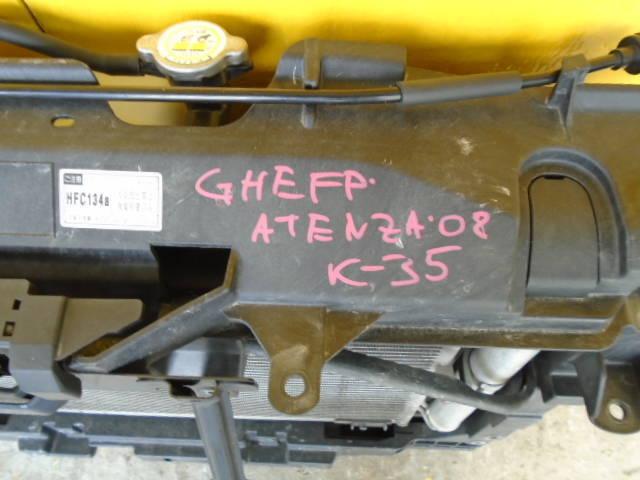 GHEFP.
ATENZA.08
K-35
HFC134a